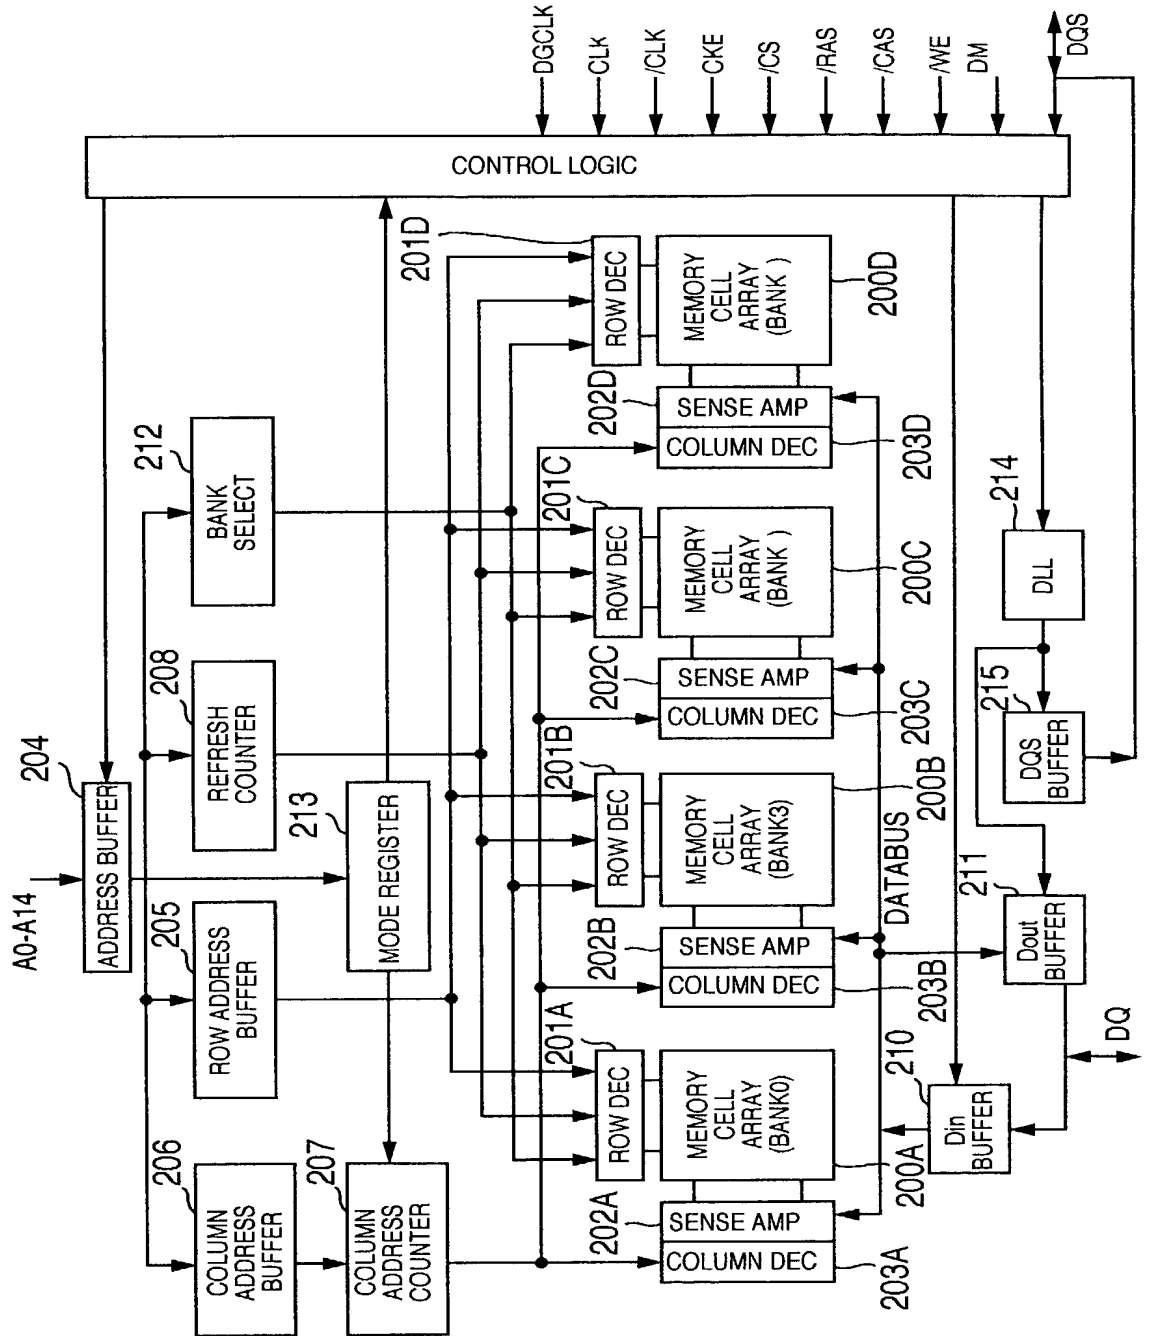 DGCLK
CLK
/CLK
CKE
/CS
/RAS
/CAS
/WE
DM
DQS
CONTROL LOGIC
A0-A14
204
ADDRESS BUFFER
206
COLUMN
ADDRESS
BUFFER
205
ROW ADDRESS
BUFFER
208
REFRESH
COUNTER
212
BANK
SELECT
207
COLUMN
ADDRESS
COUNTER
213
MODE REGISTER
201A
ROW DEC
201B
ROW DEC
201C
ROW DEC
201D
ROW DEC
MEMORY
CELL
ARRAY
(BANK0)
200A
MEMORY
CELL
ARRAY
(BANK3)
200B
MEMORY
CELL
ARRAY
(BANK )
200C
MEMORY
CELL
ARRAY
(BANK )
200D
202A
SENSE AMP
COLUMN DEC
203A
202B
SENSE AMP
COLUMN DEC
203B
202C
SENSE AMP
COLUMN DEC
203C
202D
SENSE AMP
COLUMN DEC
203D
DATABUS
210
Din
BUFFER
211
Dout
BUFFER
215
DQS
BUFFER
214
DLL
DQ